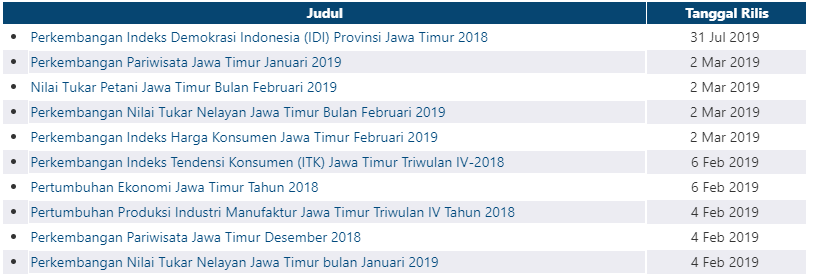 Judul Tanggal Rilis
Perkembangan Indeks Demokrasi Indonesia (IDI) Provinsi Jawa Timur 2018 31 Jul 2019
Perkembangan Pariwisata Jawa Timur Januari 2019 2 Mar 2019
Nilai Tukar Petani Jawa Timur Bulan Februari 2019 2 Mar 2019
Perkembangan Nilai Tukar Nelayan Jawa Timur Bulan Februari 2019 2 Mar 2019
Perkembangan Indeks Harga Konsumen Jawa Timur Februari 2019 2 Mar 2019
Perkembangan Indeks Tendensi Konsumen (ITK) Jawa Timur Triwulan IV-2018 6 Feb 2019
Pertumbuhan Ekonomi Jawa Timur Tahun 2018 6 Feb 2019
Pertumbuhan Produksi Industri Manufaktur Jawa Timur Triwulan IV Tahun 2018 4 Feb 2019
Perkembangan Pariwisata Jawa Timur Desember 2018 4 Feb 2019
Perkembangan Nilai Tukar Nelayan Jawa Timur bulan Januari 2019 4 Feb 2019